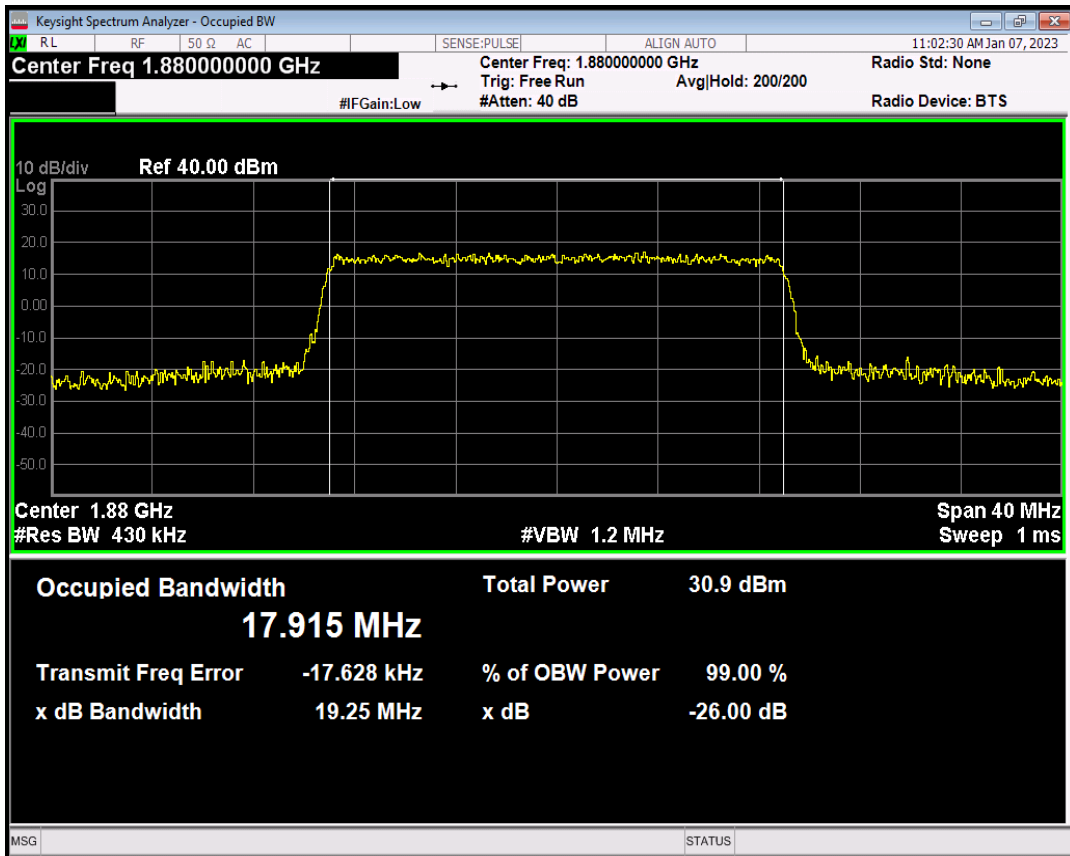 Keysight Spectrum Analyzer - Occupied BW
LXI RL RF 50 Ω AC SENSE:PULSE ALIGN AUTO 11:02:30 AM Jan 07, 2023
Center Freq 1.880000000 GHz Center Freq: 1.880000000 GHz Radio Std: None
Trig: Free Run Avg|Hold: 200/200
#IFGain:Low #Atten: 40 dB Radio Device: BTS
10 dB/div Ref 40.00 dBm
Log
30.0
20.0
10.0
0.00
-10.0
-20.0
-30.0
-40.0
-50.0
Center 1.88 GHz Span 40 MHz
#Res BW 430 kHz #VBW 1.2 MHz Sweep 1 ms
Occupied Bandwidth Total Power 30.9 dBm
17.915 MHz
Transmit Freq Error -17.628 kHz % of OBW Power 99.00 %
x dB Bandwidth 19.25 MHz x dB -26.00 dB
MSG STATUS